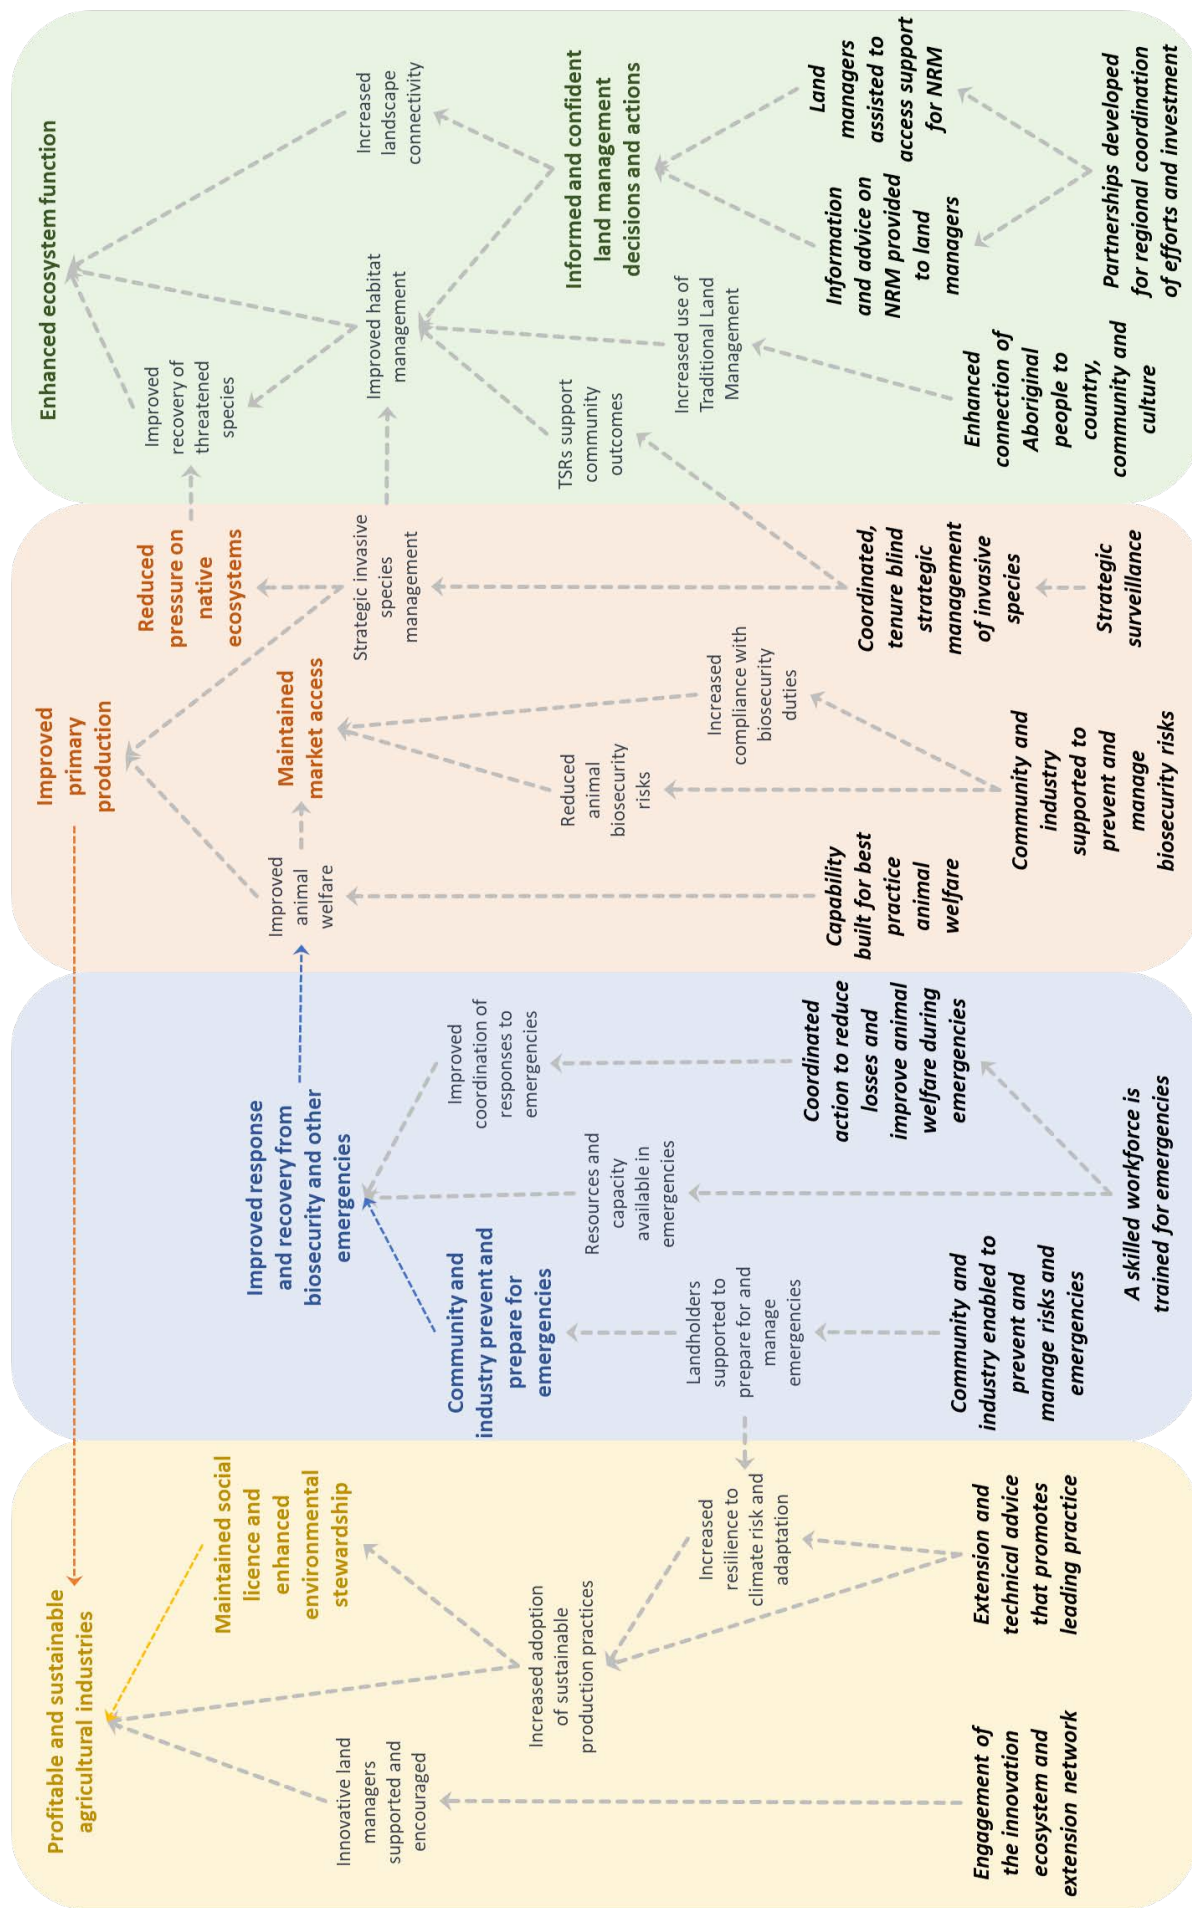 Profitable and sustainable
agricultural industries
Maintained social
licence and
enhanced
environmental
stewardship
Innovative land
managers
supported and
encouraged
Increased adoption
of sustainable
production practices
Increased
resilience to
climate risk and
adaptation
Engagement of
the innovation
ecosystem and
extension network
Extension and
technical advice
that promotes
leading practice
Improved response
and recovery from
biosecurity and other
emergencies
Community and
industry prevent and
prepare for
emergencies
Improved
coordination of
responses to
emergencies
Resources and
capacity
available in
emergencies
Landholders
supported to
prepare for and
manage
emergencies
Coordinated
action to reduce
losses and
improve animal
welfare during
emergencies
Community and
industry enabled to
prevent and
manage risks and
emergencies
A skilled workforce is
trained for emergencies
Improved
primary
production
Reduced
pressure on
native
ecosystems
Improved
animal
welfare
Maintained
market access
Strategic invasive
species
management
Reduced
animal
biosecurity
risks
Increased
compliance with
biosecurity
duties
Capability
built for best
practice
animal
welfare
Coordinated,
tenure blind
strategic
management
of invasive
species
Community and
industry
supported to
prevent and
manage
biosecurity risks
Strategic
surveillance
Enhanced ecosystem function
Improved
recovery of
threatened
species
Increased
landscape
connectivity
Improved habitat
management
TSRs support
community
outcomes
Informed and confident
land management
decisions and actions
Increased use of
Traditional Land
Management
Information
and advice on
NRM provided
to land
managers
Land
managers
assisted to
access support
for NRM
Enhanced
connection of
Aboriginal
people to
country,
community and
culture
Partnerships developed
for regional coordination
of efforts and investment